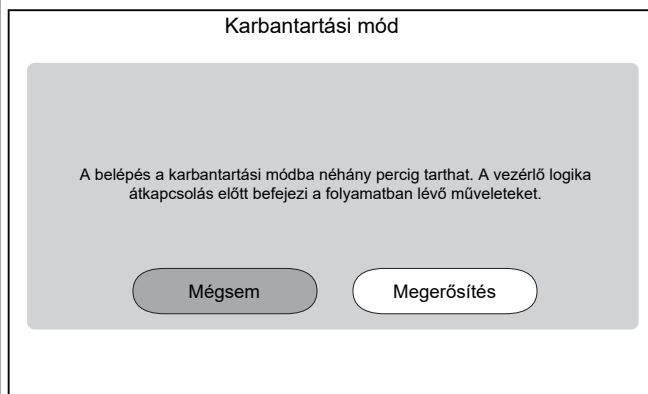 Karbantartási mód
A belépés a karbantartási módba néhány percig tarthat. A vezérlő logika
átkapcsolás előtt befejezi a folyamatban lévő műveleteket.
Mégsem
Megerősítés